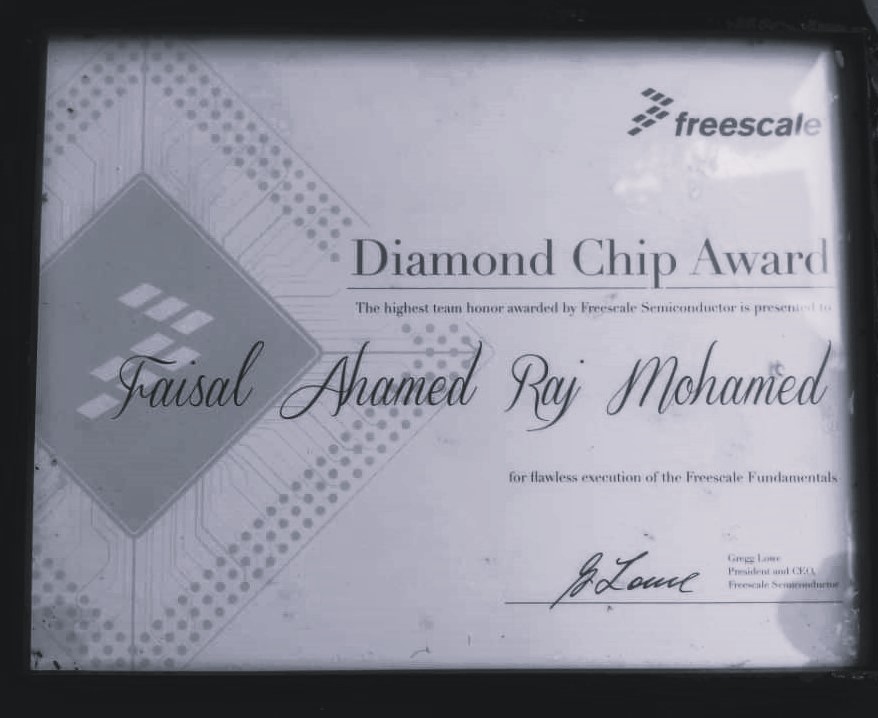 freescale
Diamond Chip Award
The highest team honor awarded by Freescale Semiconductor is presented to
Faisal Ahamed Raj Mohamed
for flawless execution of the Freescale Fundamentals
G. Lowe
Gregg Lowe
President and CEO,
Freescale Semiconductor